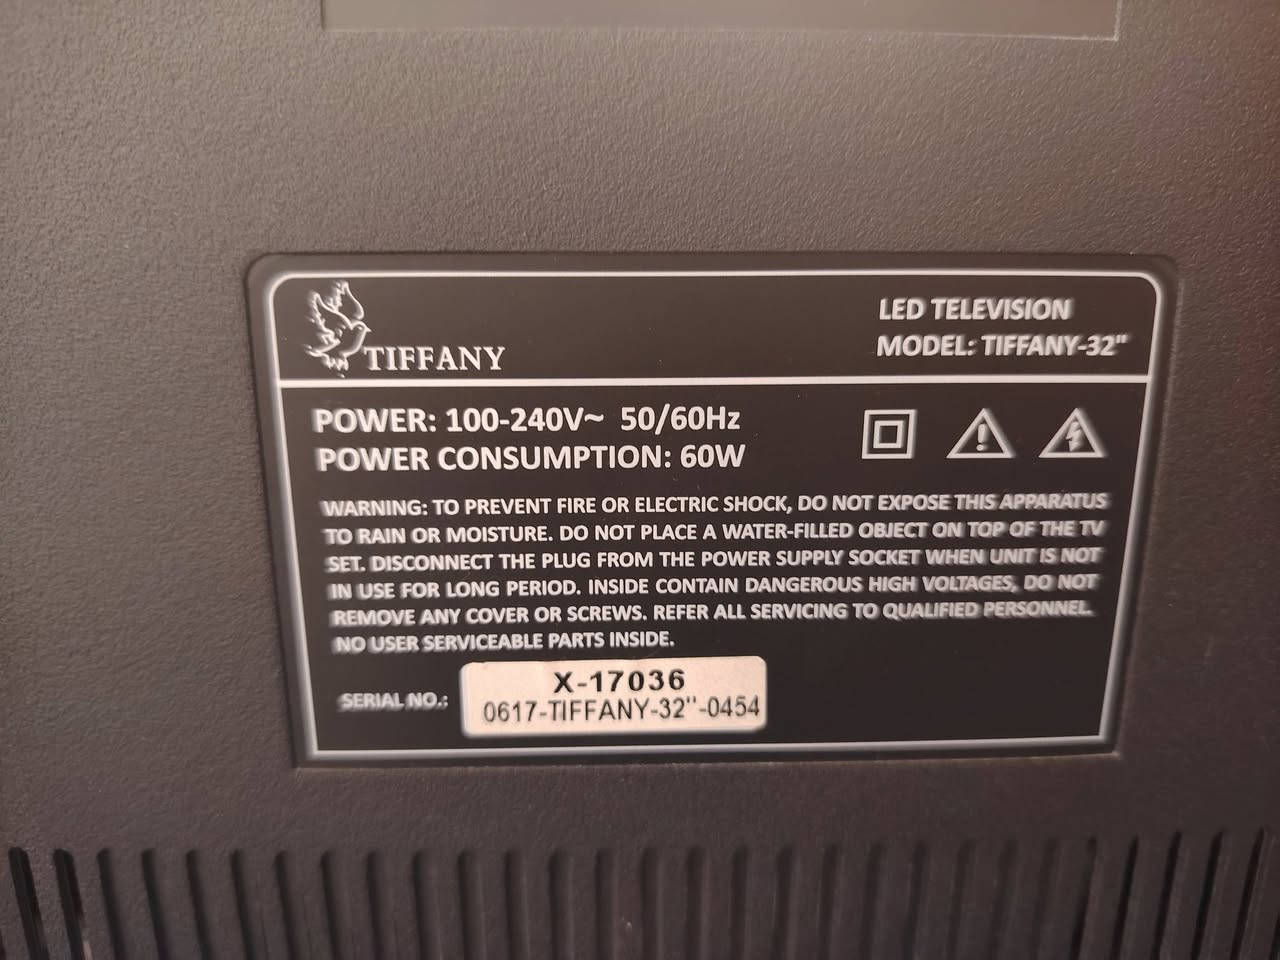 TIFFANY
LED TELEVISION
MODEL: TIFFANY-32"
POWER: 100-240V~ 50/60Hz
POWER CONSUMPTION: 60W
WARNING: TO PREVENT FIRE OR ELECTRIC SHOCK, DO NOT EXPOSE THIS APPARATUS
TO RAIN OR MOISTURE. DO NOT PLACE A WATER-FILLED OBJECT ON TOP OF THE TV
SET. DISCONNECT THE PLUG FROM THE POWER SUPPLY SOCKET WHEN UNIT IS NOT
IN USE FOR LONG PERIOD. INSIDE CONTAIN DANGEROUS HIGH VOLTAGES, DO NOT
REMOVE ANY COVER OR SCREWS. REFER ALL SERVICING TO QUALIFIED PERSONNEL.
NO USER SERVICEABLE PARTS INSIDE.
SERIAL NO.:
X-17036
0617-TIFFANY-32"-0454